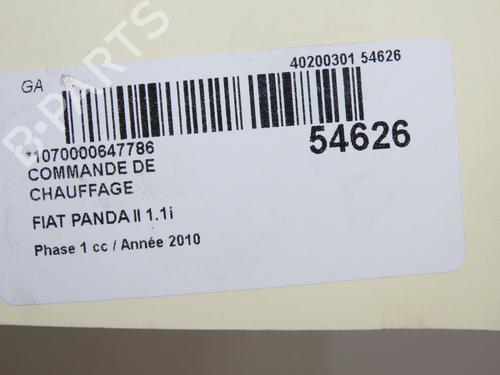 GA
40200301 54626
*1070000647786
54626
COMMANDE DE
CHAUFFAGE
FIAT PANDA II 1.1i
Phase 1 cc / Année 2010
B-PARTS